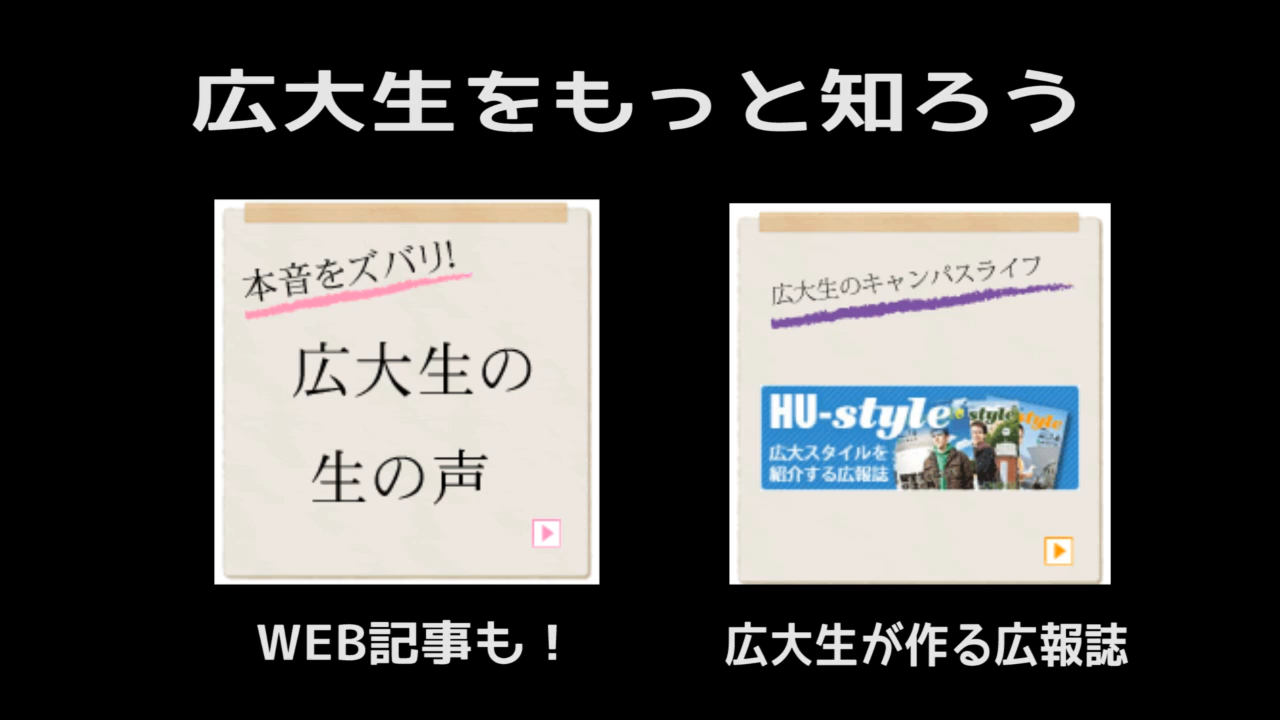 広大生をもっと知ろう
本音をズバリ!
広大生の
生の声
WEB記事も！
広大生のキャンパスライフ
HU-style
style
style
広大スタイルを
紹介する広報誌
広大生が作る広報誌